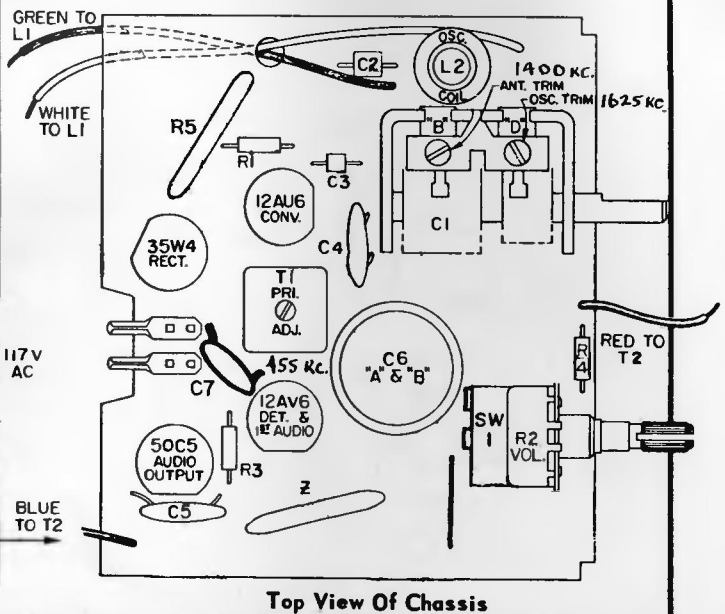 GREEN TO
L1
WHITE
TO L1
OSC.
L2
COIL
C2
1400 KC.
ANT. TRIM
OSC. TRIM 1625 KC.
"B"
"D"
R5
R1
C3
C1
12AU6
CONV.
C4
35W4
RECT.
T1
PRI.
ADJ.
117V
AC
RED TO
T2
R4
C6
"A" & "B"
C7
455 KC.
12AV6
DET. &
1ST AUDIO
SW
1
R2
VOL.
50C5
AUDIO
OUTPUT
R3
Z
C5
BLUE
TO T2
Top View Of Chassis